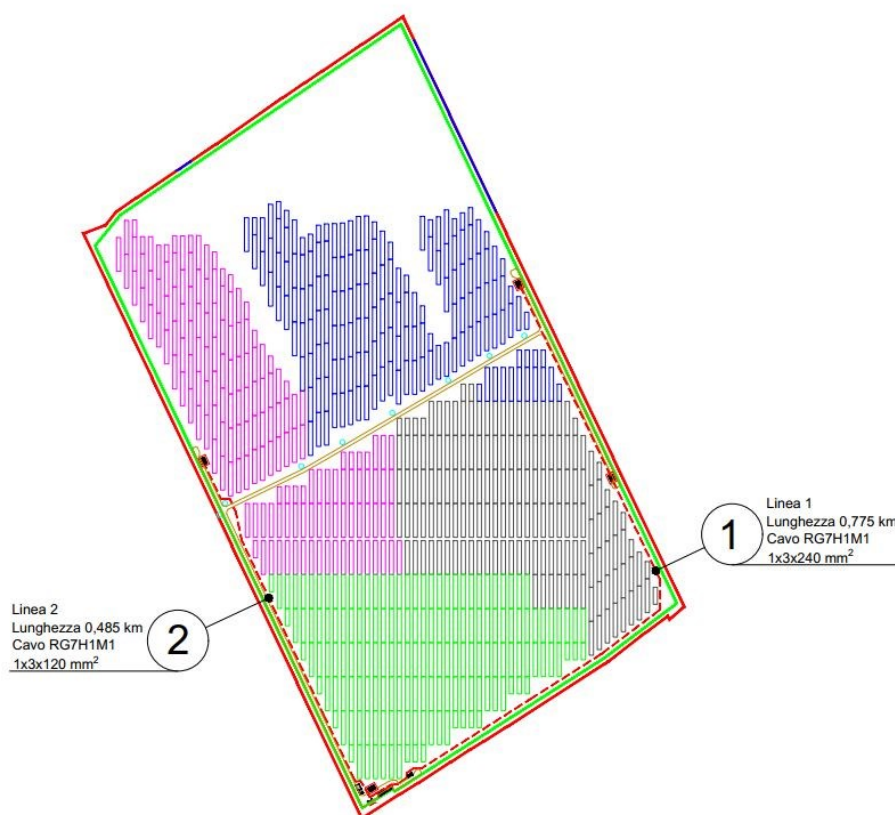 1
Linea 1
Lunghezza 0,775 km
Cavo RG7H1M1
1x3x240 mm²
2
Linea 2
Lunghezza 0,485 km
Cavo RG7H1M1
1x3x120 mm²